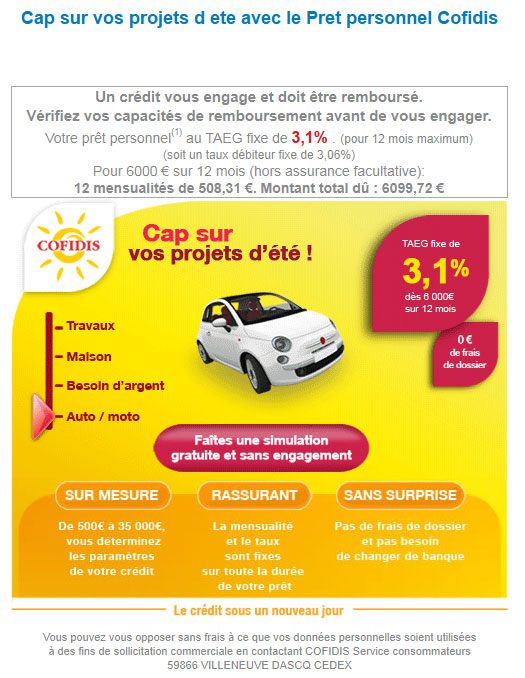 Cap sur vos projets d ete avec le Pret personnel Cofidis
Un crédit vous engage et doit être remboursé.
Vérifiez vos capacités de remboursement avant de vous engager.
Votre prêt personnel(1) au TAEG fixe de 3,1% . (pour 12 mois maximum)
(soit un taux débiteur fixe de 3,06%)
Pour 6000 € sur 12 mois (hors assurance facultative):
12 mensualités de 508,31 €. Montant total dû : 6099,72 €
COFIDIS
Cap sur
vos projets d'été !
TAEG fixe de
3,1%
dès 6 000€
sur 12 mois
0 €
de frais
de dossier
Travaux
Maison
Besoin d'argent
Auto / moto
Faîtes une simulation
gratuite et sans engagement
SUR MESURE
De 500€ à 35 000€,
vous déterminez
les paramètres
de votre crédit
RASSURANT
La mensualité
et le taux
sont fixes
sur toute la durée
de votre prêt
SANS SURPRISE
Pas de frais de dossier
et pas besoin
de changer de banque
Le crédit sous un nouveau jour
Vous pouvez vous opposer sans frais à ce que vos données personnelles soient utilisées
à des fins de sollicitation commerciale en contactant COFIDIS Service consommateurs
59866 VILLENEUVE DASCQ CEDEX